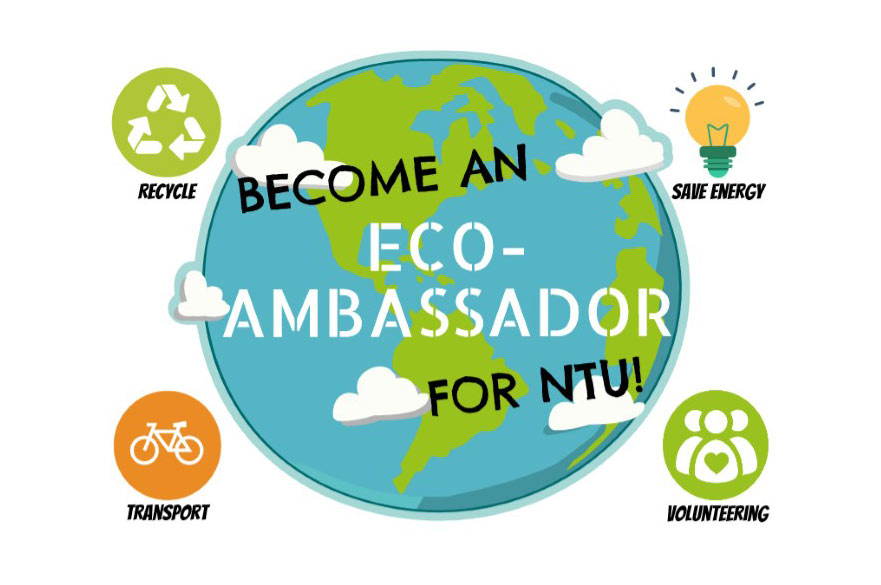 BECOME AN
ECO-
AMBASSADOR
FOR NTU!
RECYCLE
SAVE ENERGY
TRANSPORT
VOLUNTEERING